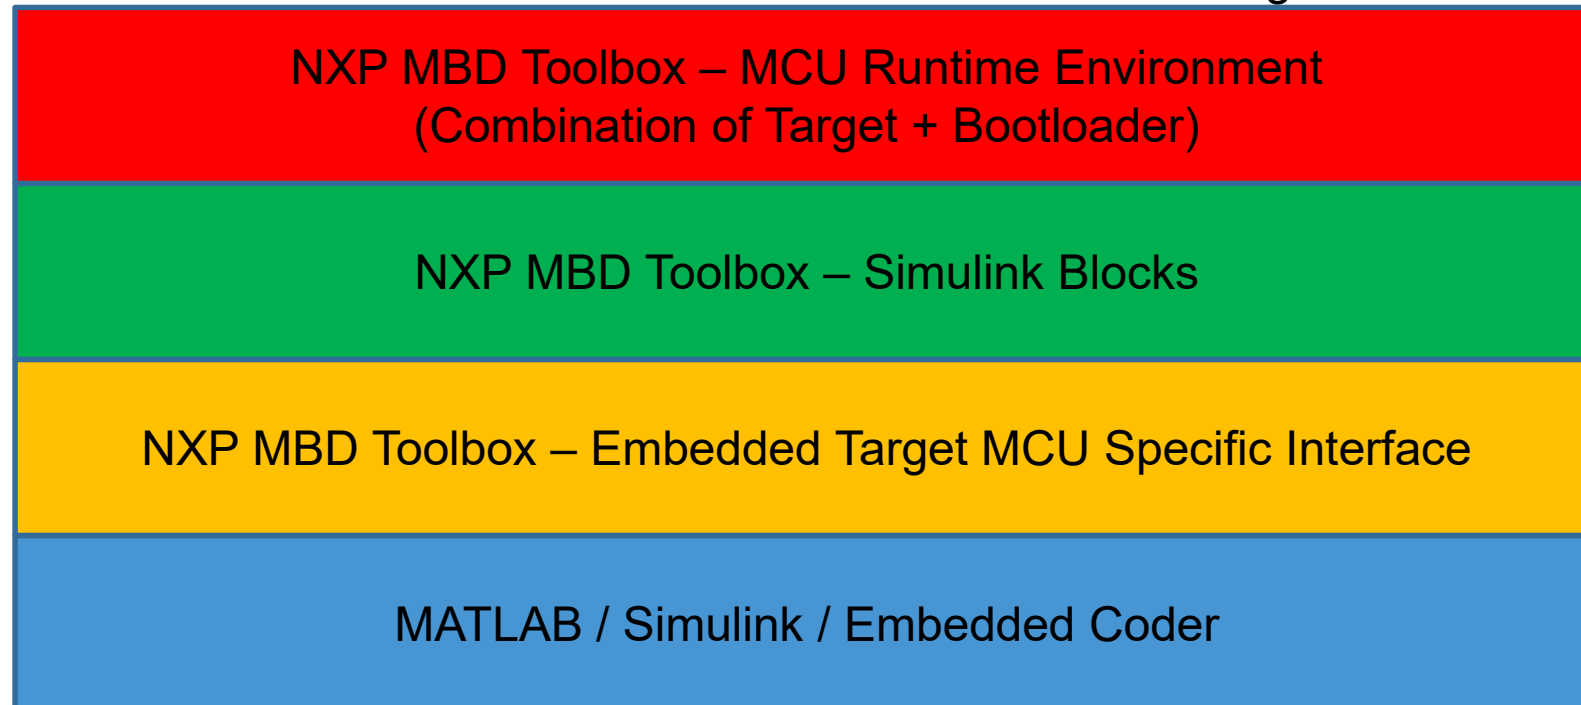 NXP MBD Toolbox – MCU Runtime Environment
(Combination of Target + Bootloader)
NXP MBD Toolbox – Simulink Blocks
NXP MBD Toolbox – Embedded Target MCU Specific Interface
MATLAB / Simulink / Embedded Coder